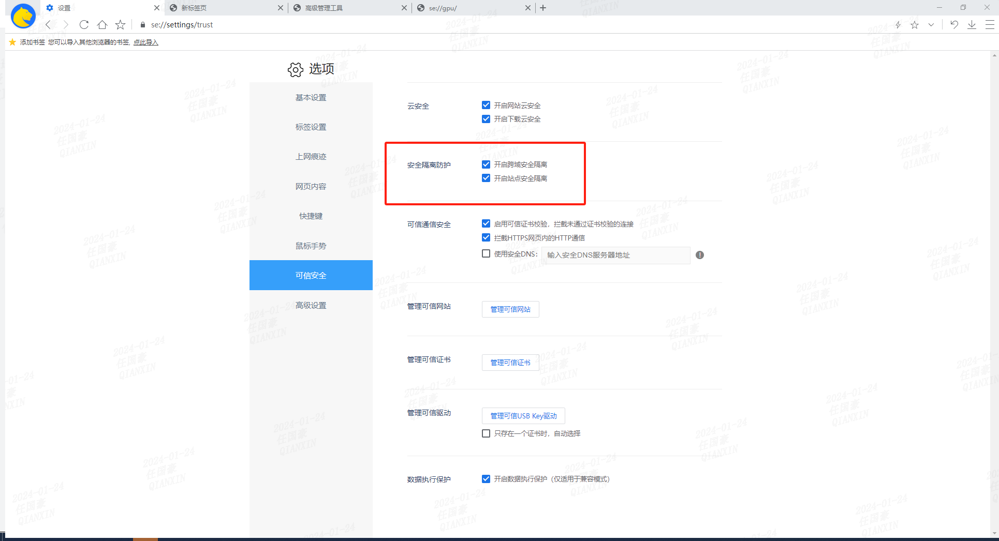 设置
新标签页
高级管理工具
se://gpu/
se://settings/trust
添加书签 您可以导入其他浏览器的书签, 点此导入
选项
基本设置
标签设置
上网痕迹
网页内容
快捷键
鼠标手势
可信安全
高级设置
云安全
开启网站云安全
开启下载云安全
安全隔离防护
开启跨域安全隔离
开启站点安全隔离
可信通信安全
启用可信证书校验，拦截未通过证书校验的连接
拦截HTTPS网页内的HTTP通信
使用安全DNS：
输入安全DNS服务器地址
管理可信网站
管理可信网站
管理可信证书
管理可信证书
管理可信驱动
管理可信USB Key驱动
只存在一个证书时，自动选择
数据执行保护
开启数据执行保护（仅适用于兼容模式）
2024-01-24
任国豪
QIANXIN